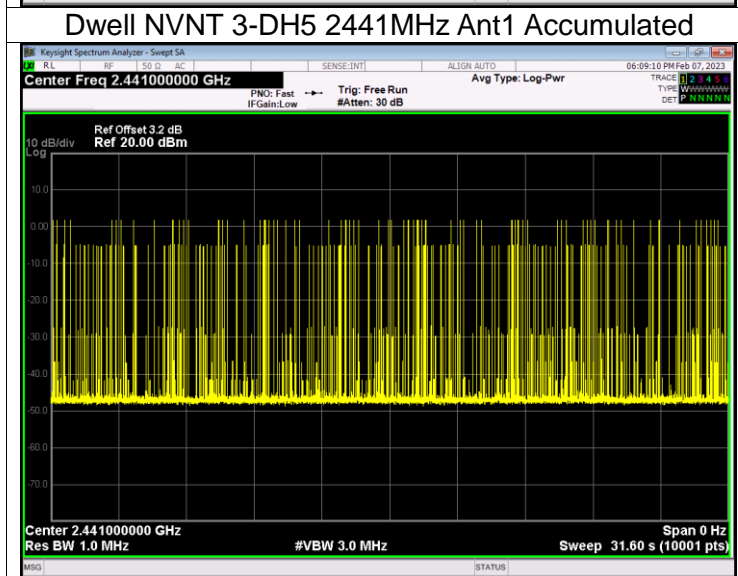 Dwell NVNT 3-DH5 2441MHz Ant1 Accumulated
Keysight Spectrum Analyzer - Swept SA
RL RF 50 Ω AC SENSE:INT ALIGN AUTO 06:09:10 PM Feb 07, 2023
Center Freq 2.441000000 GHz Avg Type: Log-Pwr TRACE 1 2 3 4 5 6
PNO: Fast Trig: Free Run TYPE W
IFGain:Low #Atten: 30 dB DET P N N N N N
Ref Offset 3.2 dB
10 dB/div Ref 20.00 dBm
Log
10.0
0.00
-10.0
-20.0
-30.0
-40.0
-50.0
-60.0
-70.0
Center 2.441000000 GHz Span 0 Hz
Res BW 1.0 MHz #VBW 3.0 MHz Sweep 31.60 s (10001 pts)
MSG STATUS